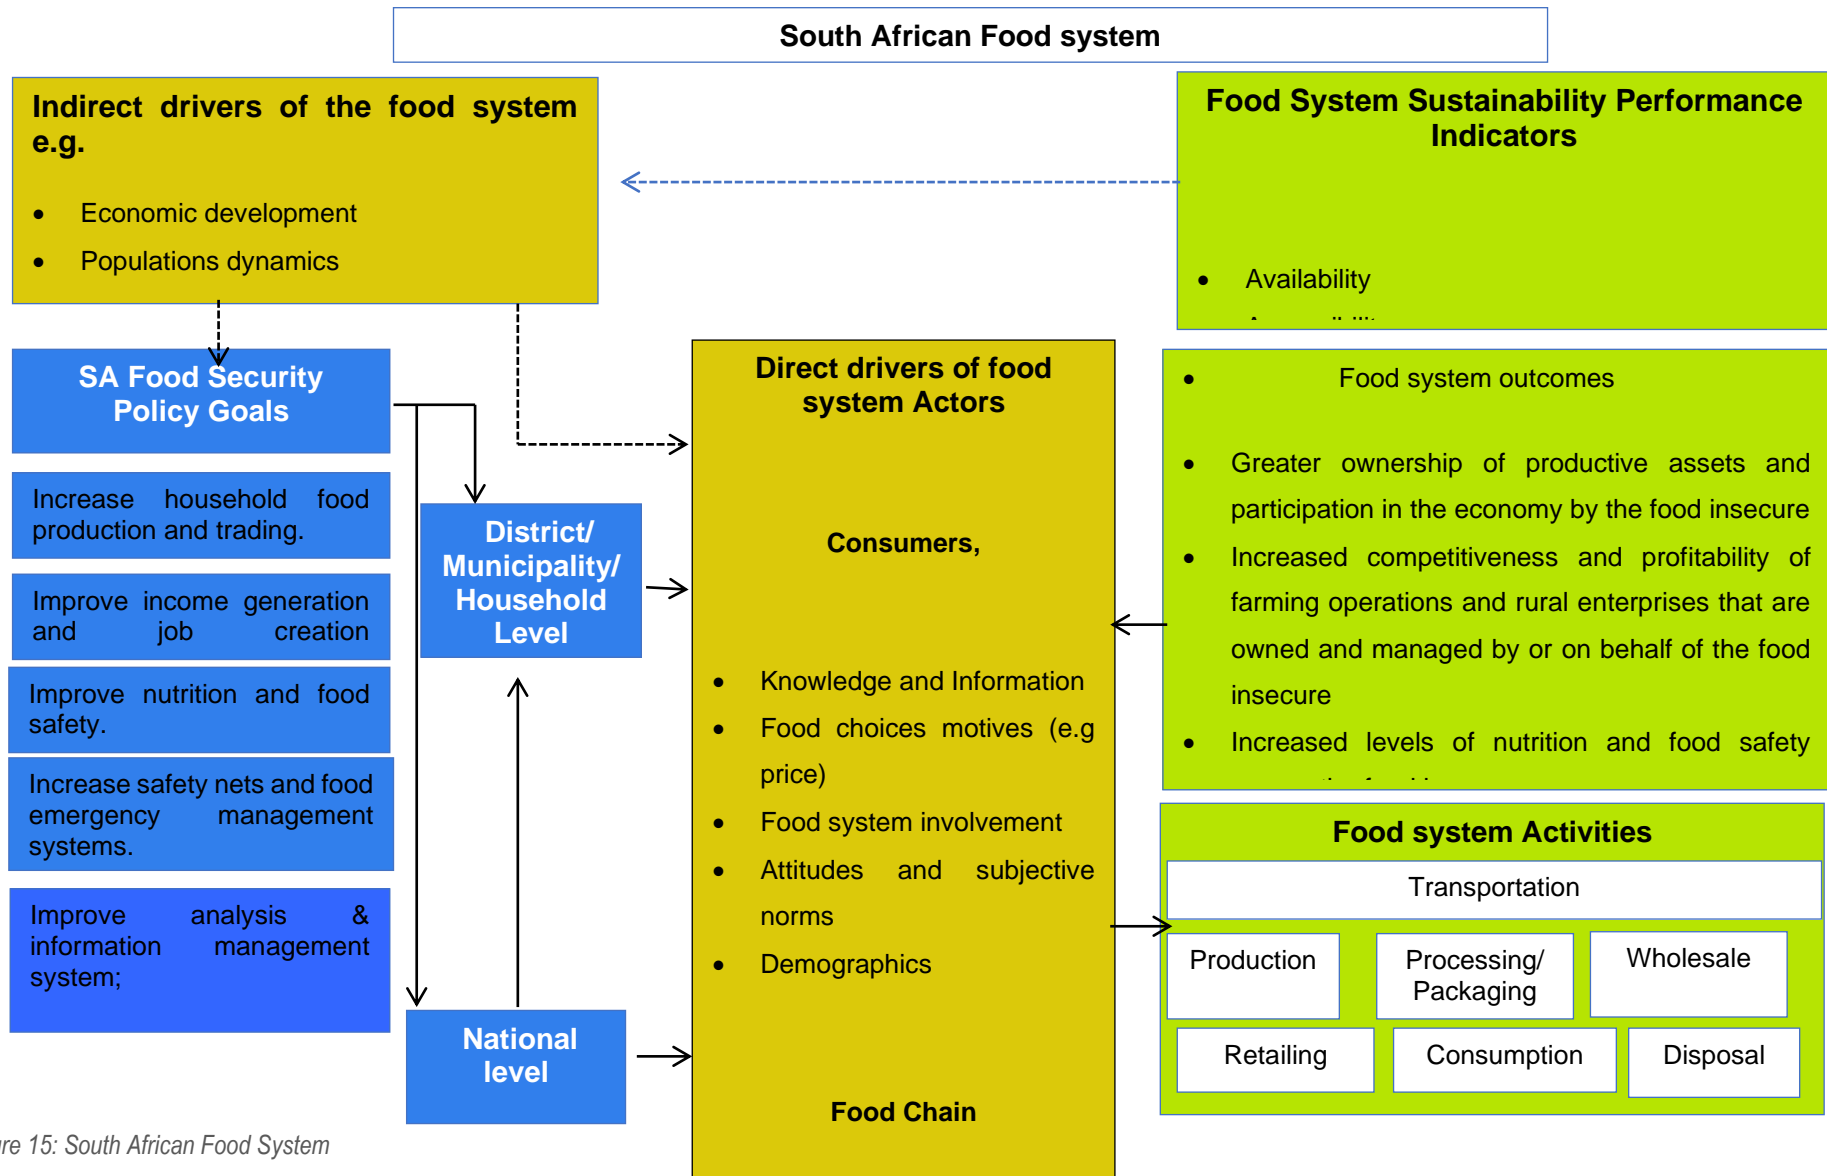 South African Food system
Indirect drivers of the food system
e.g.
• Economic development
• Populations dynamics
Food System Sustainability Performance
Indicators
• Availability
SA Food Security
Policy Goals
Increase household food
production and trading.
Improve income generation
and job creation
Improve nutrition and food
safety.
Increase safety nets and food
emergency management
systems.
Improve analysis &
information management
system;
District/
Municipality/
Household
Level
National
level
Direct drivers of food
system Actors
Consumers,
• Knowledge and Information
• Food choices motives (e.g
price)
• Food system involvement
• Attitudes and subjective
norms
• Demographics
Food Chain
• Food system outcomes
• Greater ownership of productive assets and
participation in the economy by the food insecure
• Increased competitiveness and profitability of
farming operations and rural enterprises that are
owned and managed by or on behalf of the food
insecure
• Increased levels of nutrition and food safety
Food system Activities
Transportation
Production
Processing/
Packaging
Wholesale
Retailing
Consumption
Disposal
re 15: South African Food System